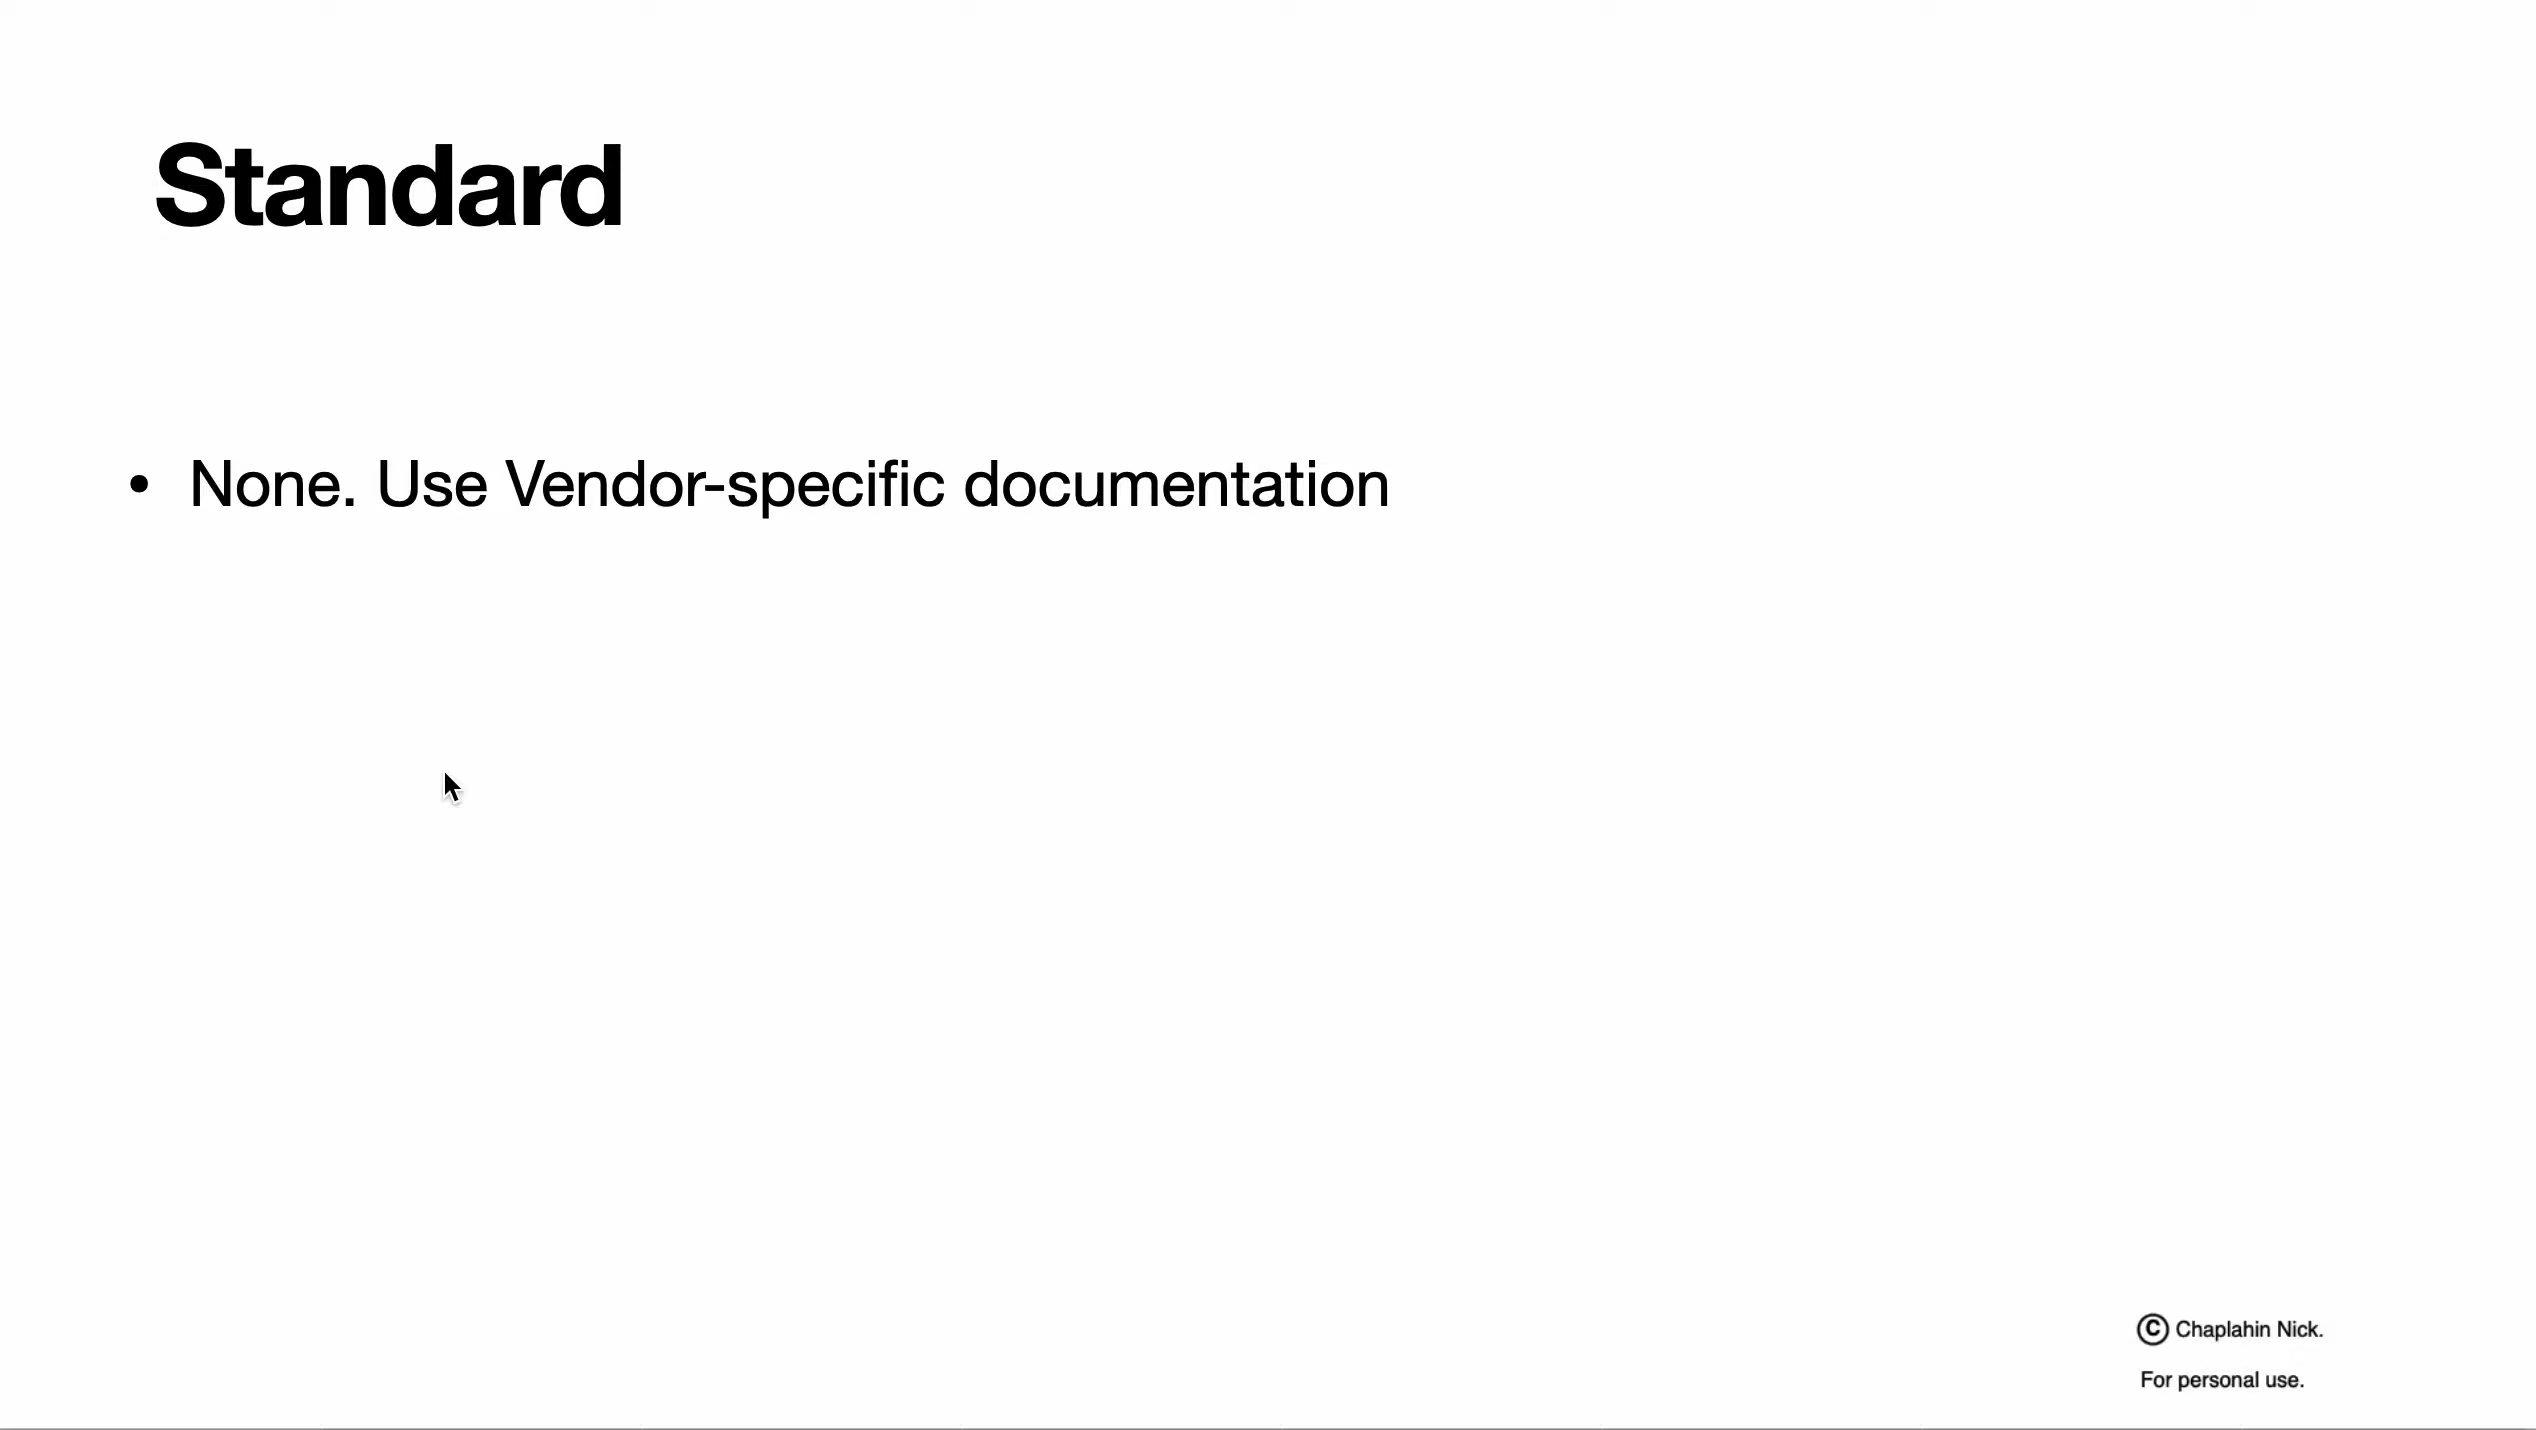 Standard
• None. Use Vendor-specific documentation
© Chaplahin Nick.
For personal use.